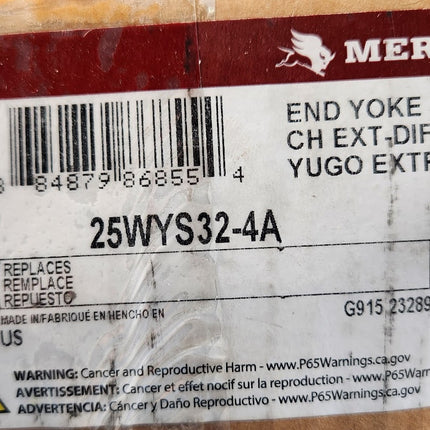 MER
END YOKE
CH EXT-DIF
YUGO EXTR
84879 86855 4
25WYS32-4A
REPLACES
REMPLACE
REPUESTO
MADE IN/FABRIQUÉ EN/HENCHO EN
G915 23289
US
WARNING: Cancer and Reproductive Harm - www.P65Warnings.ca.gov
AVERTISSEMENT: Cancer et effet nocif sur la reproduction - www.P65Warnings.ca.gov
ADVERTENCIA: Cáncer y Daño Reproductivo - www.P65Warnings.ca.gov